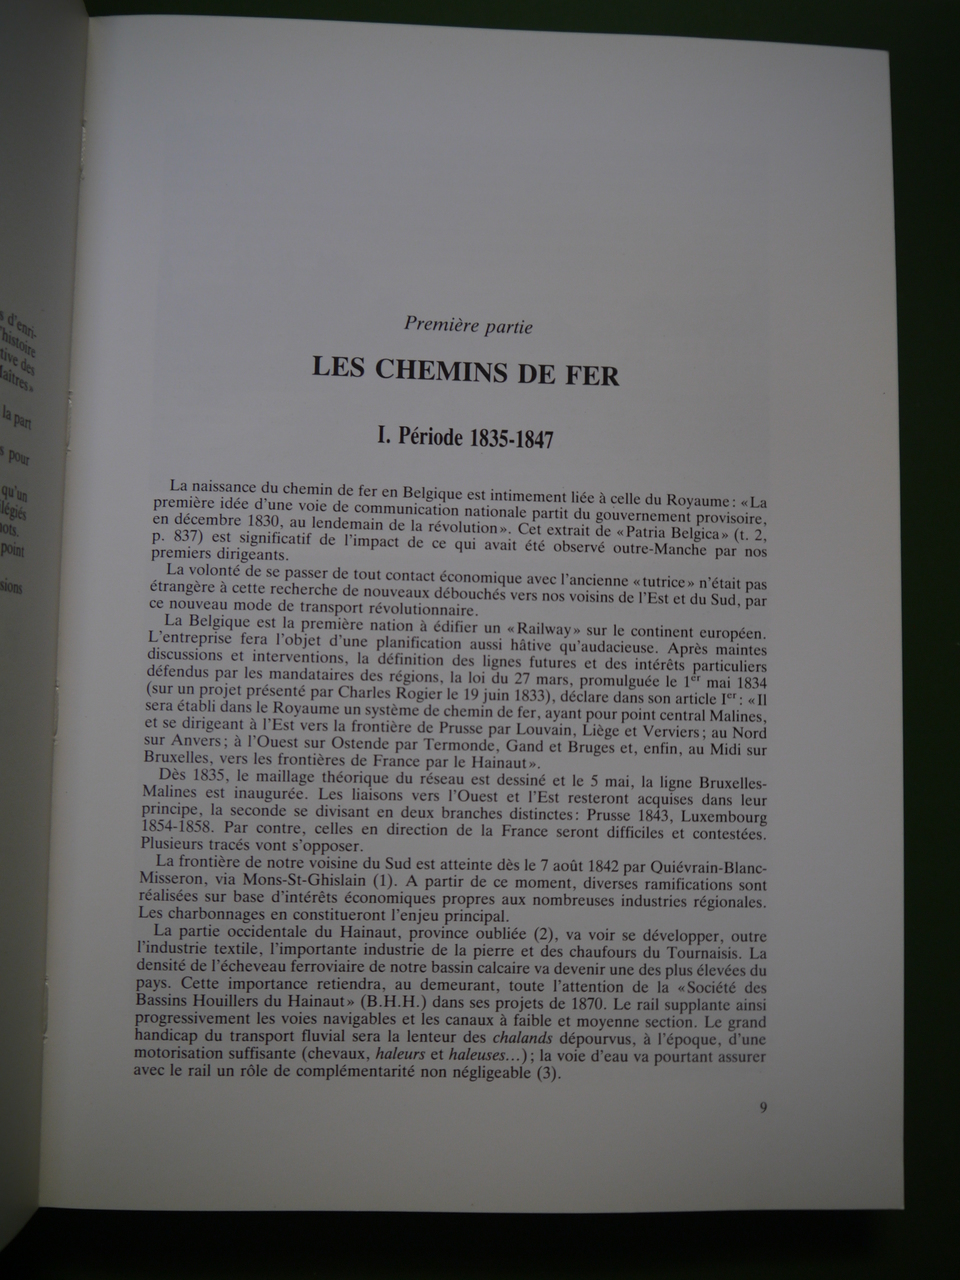 s d'enri-
'histoire
tive des
laîtres»
la part
s pour
qu'un
légiés
nots.
point
sions
Première partie
LES CHEMINS DE FER
I. Période 1835-1847
La naissance du chemin de fer en Belgique est intimement liée à celle du Royaume: «La
première idée d'une voie de communication nationale partit du gouvernement provisoire,
en décembre 1830, au lendemain de la révolution». Cet extrait de «Patria Belgica» (t. 2,
p. 837) est significatif de l'impact de ce qui avait été observé outre-Manche par nos
premiers dirigeants.
La volonté de se passer de tout contact économique avec l'ancienne «tutrice» n'était pas
étrangère à cette recherche de nouveaux débouchés vers nos voisins de l'Est et du Sud, par
ce nouveau mode de transport révolutionnaire.
La Belgique est la première nation à édifier un «Railway» sur le continent européen.
L'entreprise fera l'objet d'une planification aussi hâtive qu'audacieuse. Après maintes
discussions et interventions, la définition des lignes futures et des intérêts particuliers
défendus par les mandataires des régions, la loi du 27 mars, promulguée le 1er mai 1834
(sur un projet présenté par Charles Rogier le 19 juin 1833), déclare dans son article Ier: «Il
sera établi dans le Royaume un système de chemin de fer, ayant pour point central Malines,
et se dirigeant à l'Est vers la frontière de Prusse par Louvain, Liège et Verviers; au Nord
sur Anvers; à l'Ouest sur Ostende par Termonde, Gand et Bruges et, enfin, au Midi sur
Bruxelles, vers les frontières de France par le Hainaut».
Dès 1835, le maillage théorique du réseau est dessiné et le 5 mai, la ligne Bruxelles-
Malines est inaugurée. Les liaisons vers l'Ouest et l'Est resteront acquises dans leur
principe, la seconde se divisant en deux branches distinctes: Prusse 1843, Luxembourg
1854-1858. Par contre, celles en direction de la France seront difficiles et contestées.
Plusieurs tracés vont s'opposer.
La frontière de notre voisine du Sud est atteinte dès le 7 août 1842 par Quiévrain-Blanc-
Misseron, via Mons-St-Ghislain (1). A partir de ce moment, diverses ramifications sont
réalisées sur base d'intérêts économiques propres aux nombreuses industries régionales.
Les charbonnages en constitueront l'enjeu principal.
La partie occidentale du Hainaut, province oubliée (2), va voir se développer, outre
l'industrie textile, l'importante industrie de la pierre et des chaufours du Tournaisis. La
densité de l'écheveau ferroviaire de notre bassin calcaire va devenir une des plus élevées du
pays. Cette importance retiendra, au demeurant, toute l'attention de la «Société des
Bassins Houillers du Hainaut» (B.H.H.) dans ses projets de 1870. Le rail supplante ainsi
progressivement les voies navigables et les canaux à faible et moyenne section. Le grand
handicap du transport fluvial sera la lenteur des chalands dépourvus, à l'époque, d'une
motorisation suffisante (chevaux, haleurs et haleuses...); la voie d'eau va pourtant assurer
avec le rail un rôle de complémentarité non négligeable (3).
9